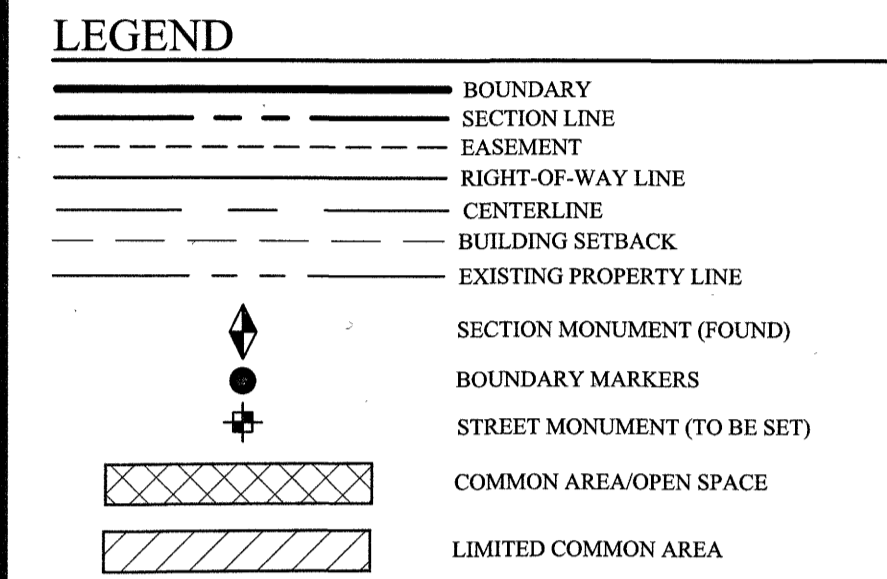 LEGEND
BOUNDARY
SECTION LINE
EASEMENT
RIGHT-OF-WAY LINE
CENTERLINE
BUILDING SETBACK
EXISTING PROPERTY LINE
SECTION MONUMENT (FOUND)
BOUNDARY MARKERS
STREET MONUMENT (TO BE SET)
COMMON AREA/OPEN SPACE
LIMITED COMMON AREA